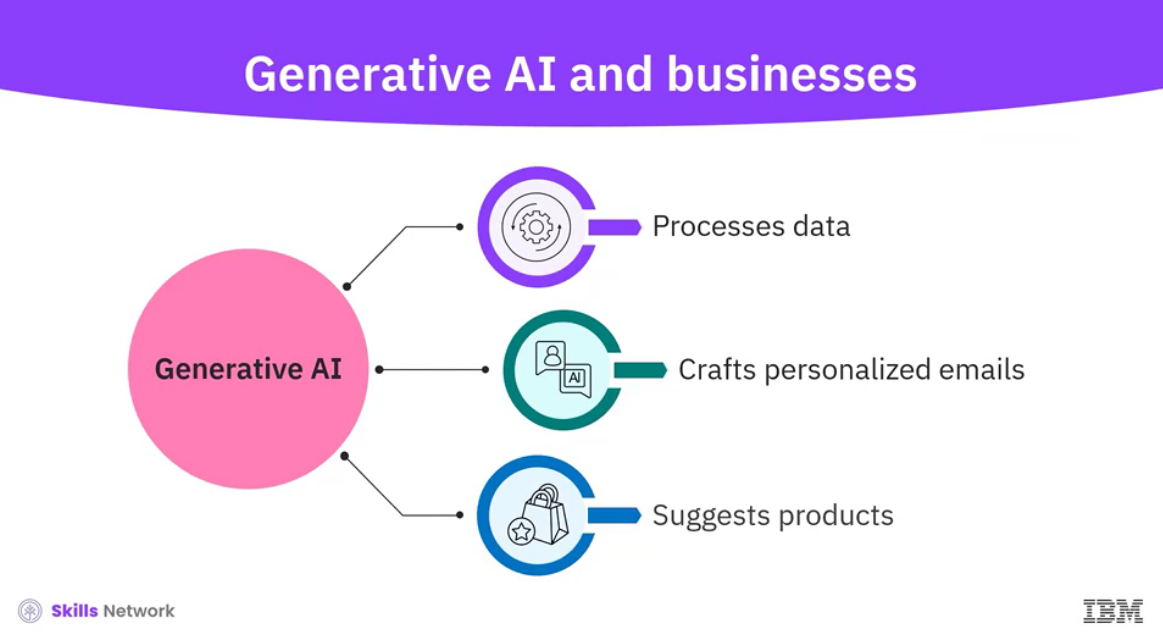 Generative AI and businesses
Processes data
Generative AI
Crafts personalized emails
AI
Suggests products
Skills Network
IBM